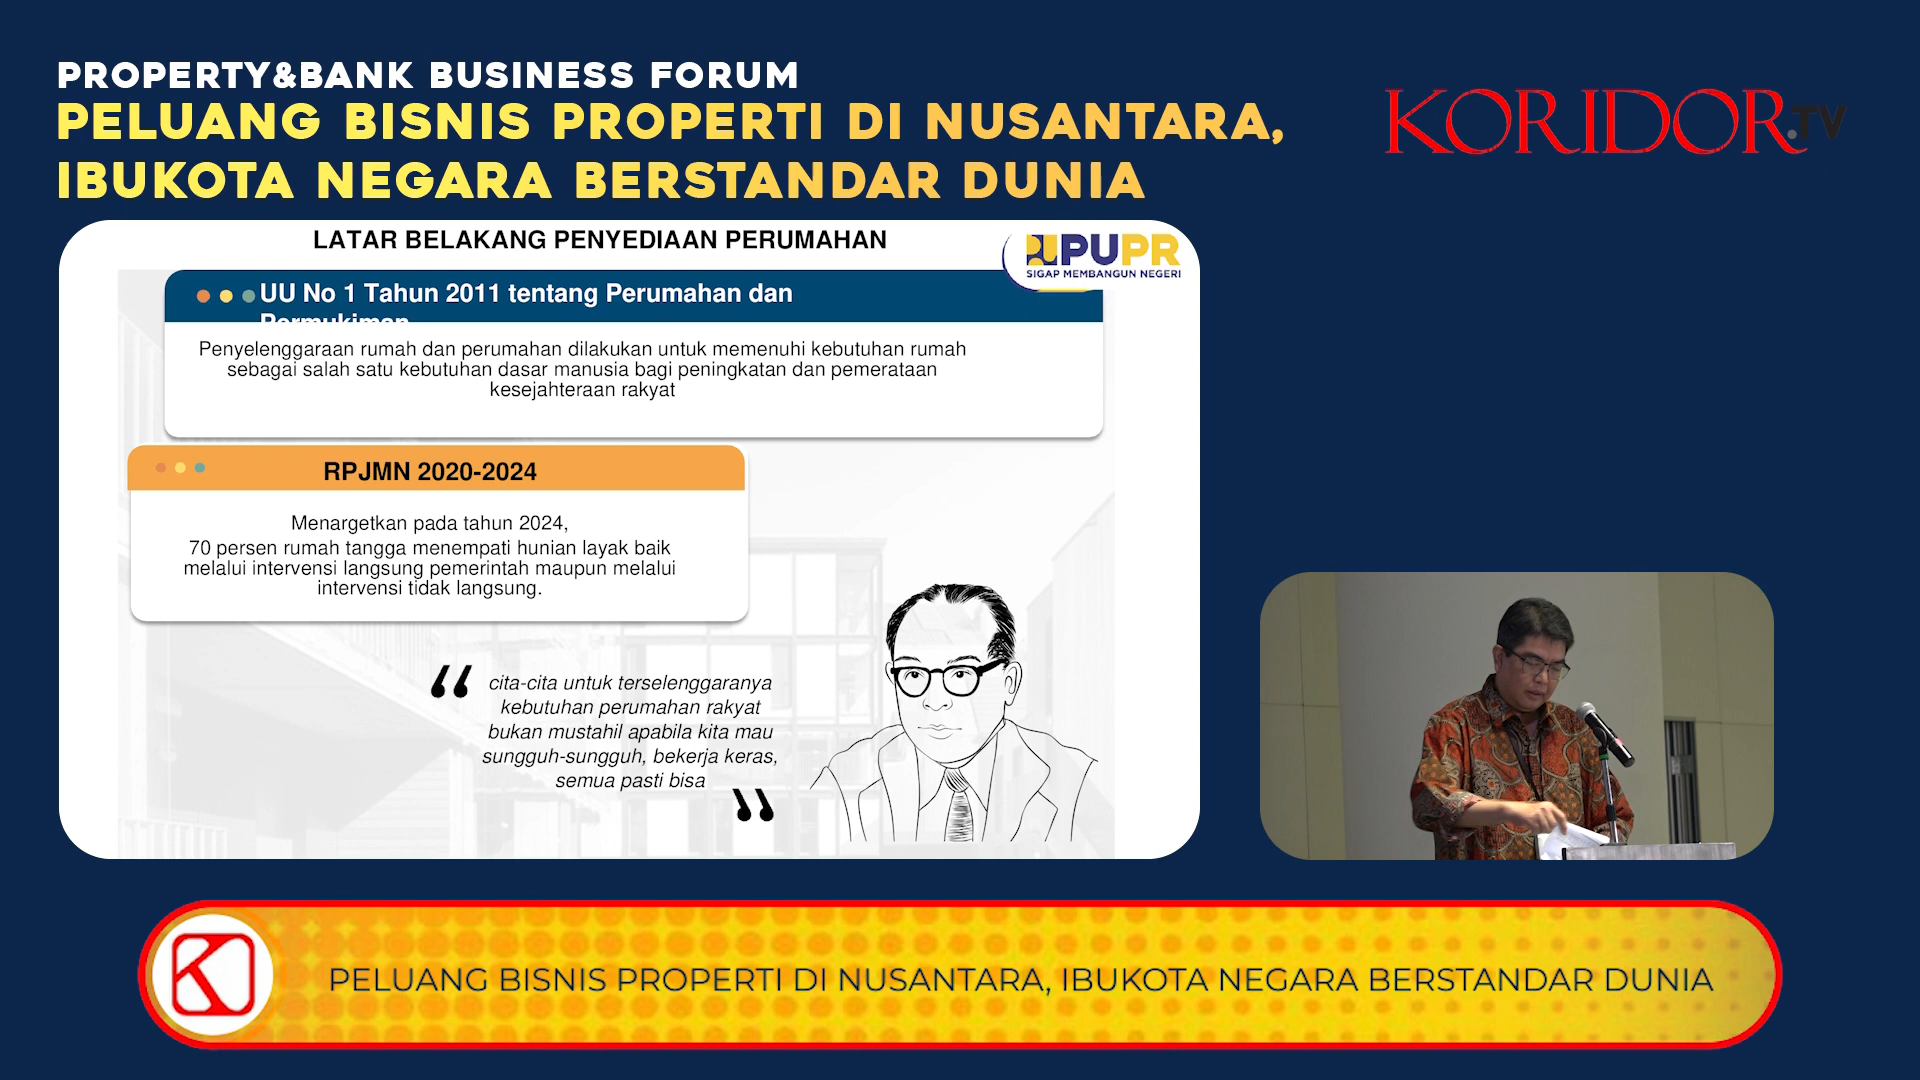 PROPERTY&BANK BUSINESS FORUM
PELUANG BISNIS PROPERTI DI NUSANTARA,
IBUKOTA NEGARA BERSTANDAR DUNIA
KORIDOR.TV
LATAR BELAKANG PENYEDIAAN PERUMAHAN
PUPR
SIGAP MEMBANGUN NEGERI
UU No 1 Tahun 2011 tentang Perumahan dan
Permukiman
Penyelenggaraan rumah dan perumahan dilakukan untuk memenuhi kebutuhan rumah
sebagai salah satu kebutuhan dasar manusia bagi peningkatan dan pemerataan
kesejahteraan rakyat
RPJMN 2020-2024
Menargetkan pada tahun 2024,
70 persen rumah tangga menempati hunian layak baik
melalui intervensi langsung pemerintah maupun melalui
intervensi tidak langsung.
“ cita-cita untuk terselenggaranya
kebutuhan perumahan rakyat
bukan mustahil apabila kita mau
sungguh-sungguh, bekerja keras,
semua pasti bisa ”
PELUANG BISNIS PROPERTI DI NUSANTARA, IBUKOTA NEGARA BERSTANDAR DUNIA